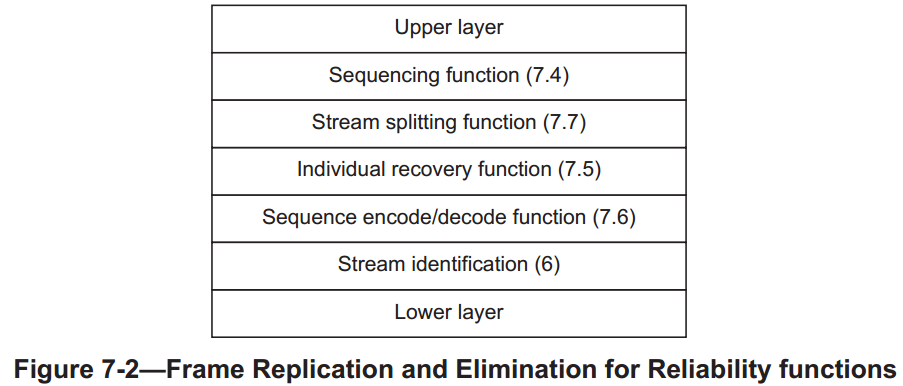 Upper layer
Sequencing function (7.4)
Stream splitting function (7.7)
Individual recovery function (7.5)
Sequence encode/decode function (7.6)
Stream identification (6)
Lower layer
Figure 7-2—Frame Replication and Elimination for Reliability functions